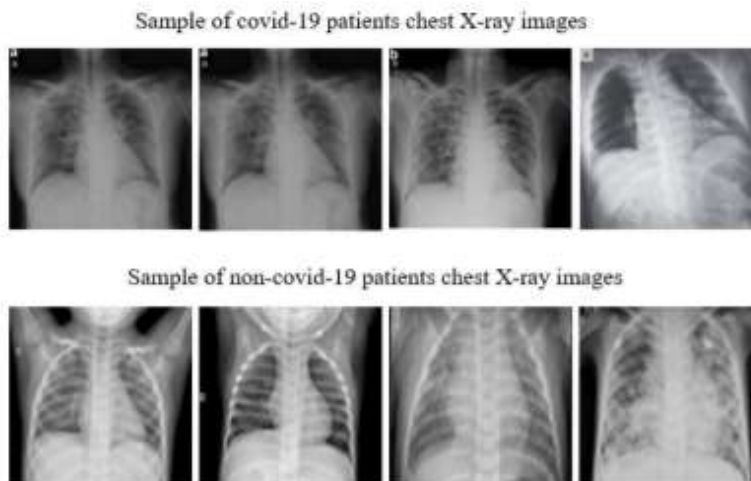 Sample of covid-19 patients chest X-ray images
Sample of non-covid-19 patients chest X-ray images